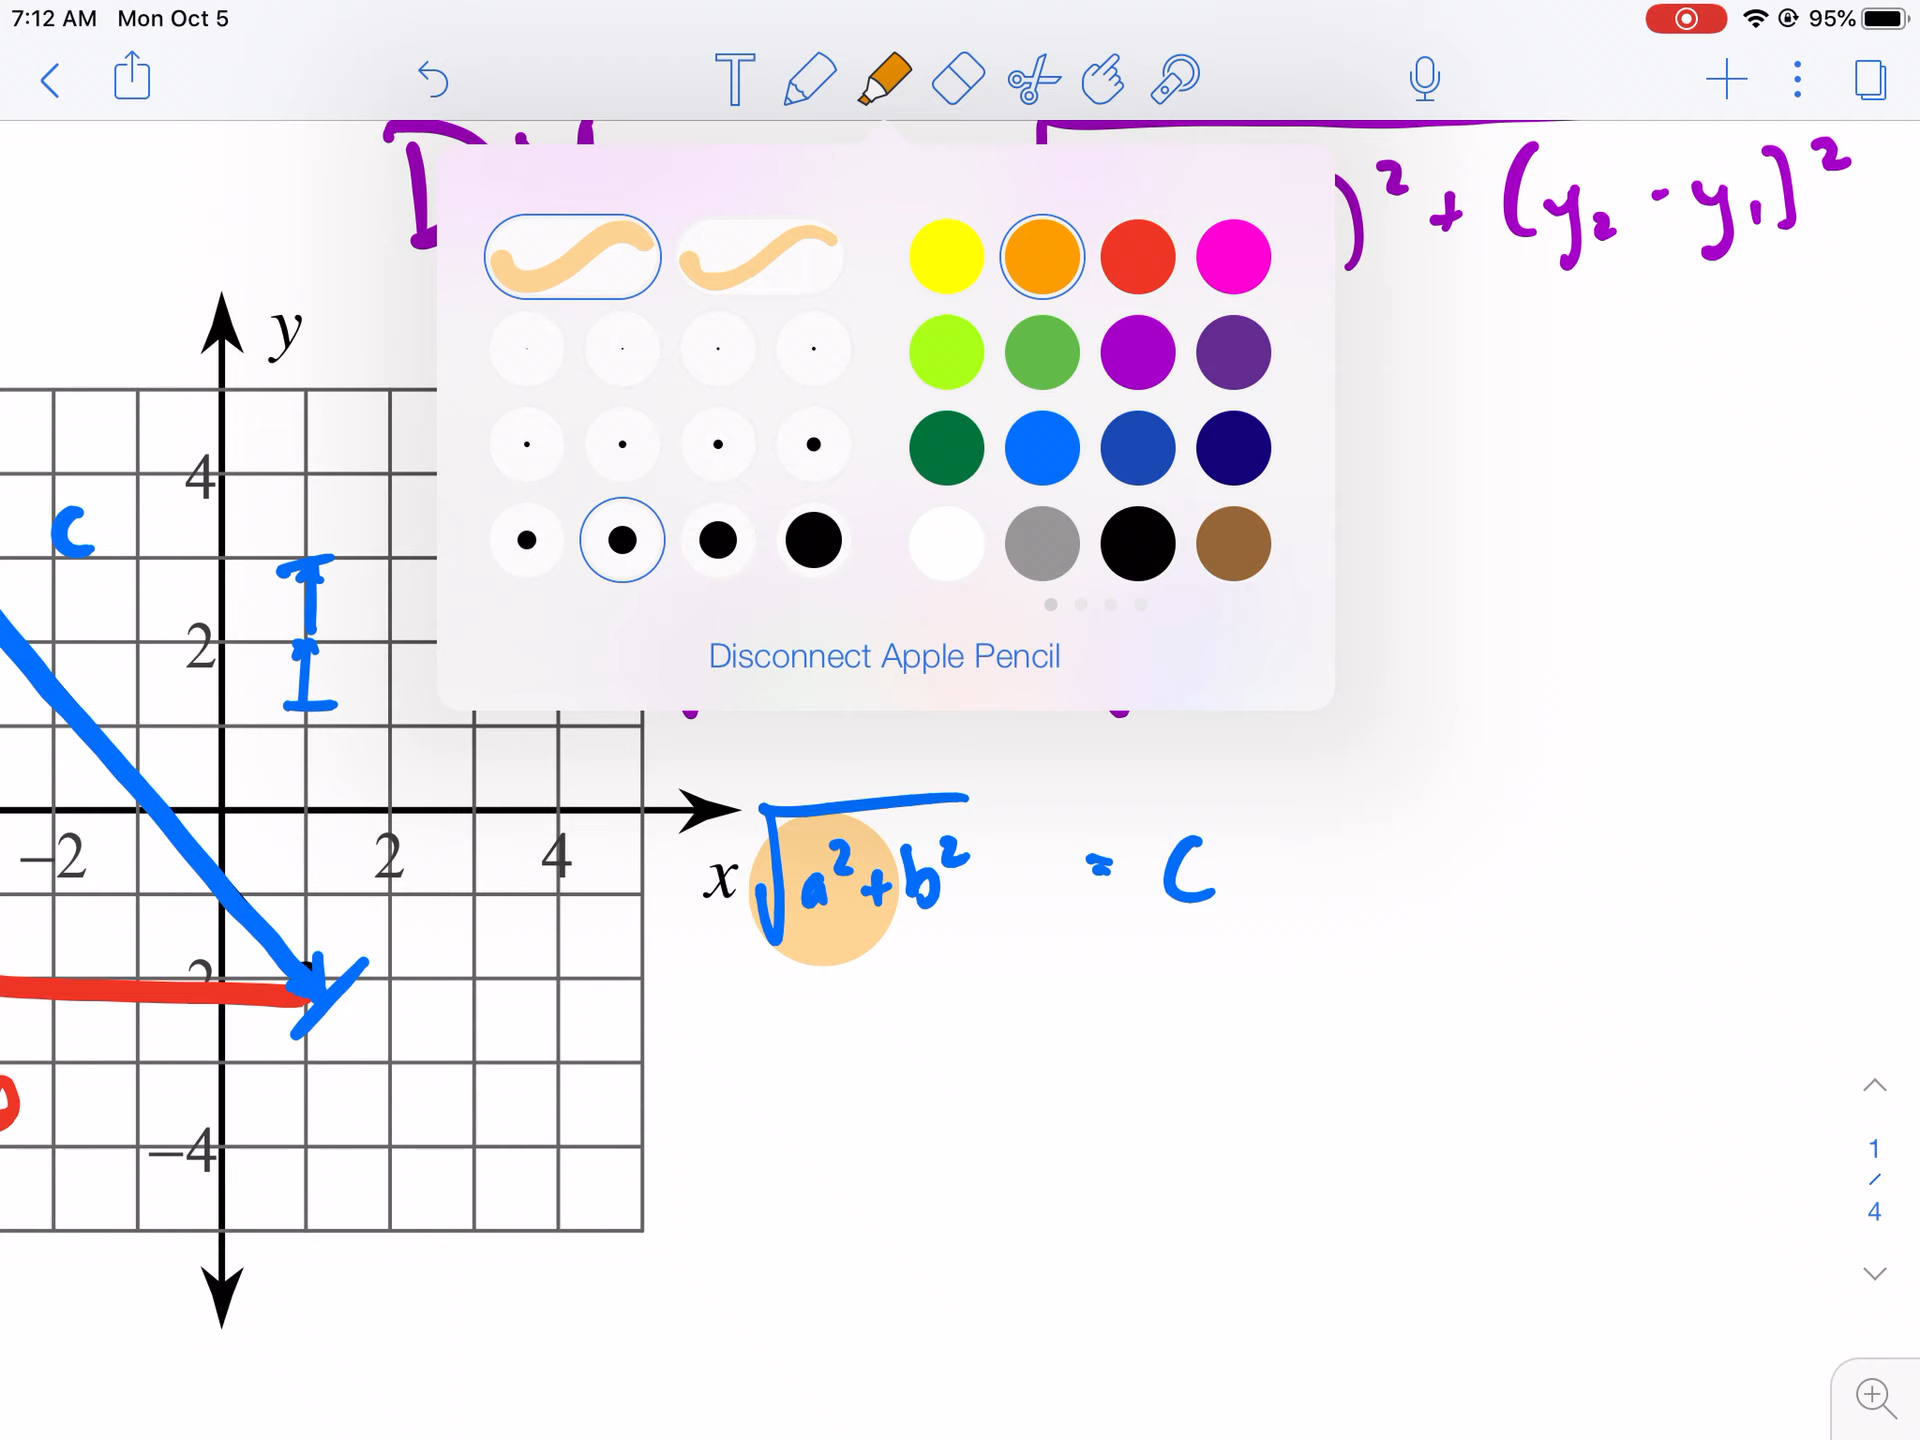 7:12 AM Mon Oct 5 95%
)² + (y₂ - y₁)²
y
4
C
2
Disconnect Apple Pencil
-2 2 4 x
√a² + b² = C
-4
1
/
4